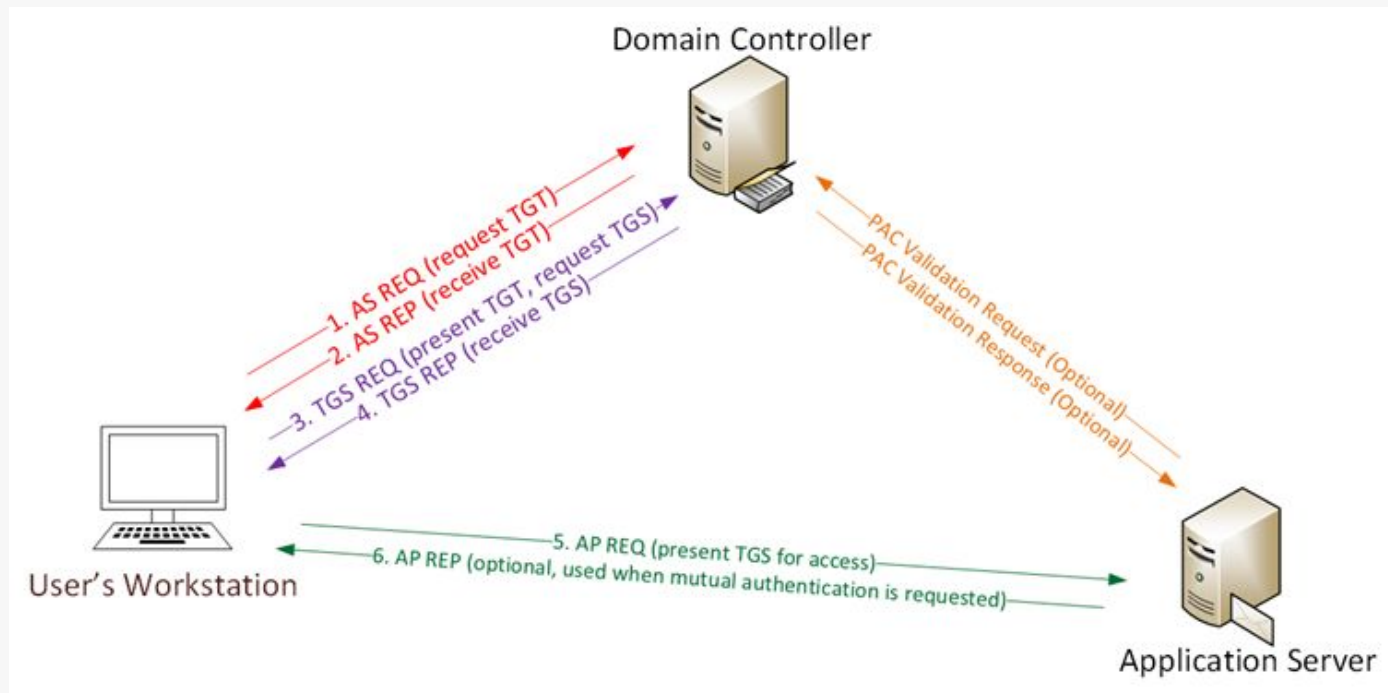 Domain Controller
1. AS REQ (request TGT)
2. AS REP (receive TGT)
3. TGS REQ (present TGT, request TGS)
4. TGS REP (receive TGS)
PAC Validation Request (Optional)
PAC Validation Response (Optional)
5. AP REQ (present TGS for access)
6. AP REP (optional, used when mutual authentication is requested)
User's Workstation
Application Server